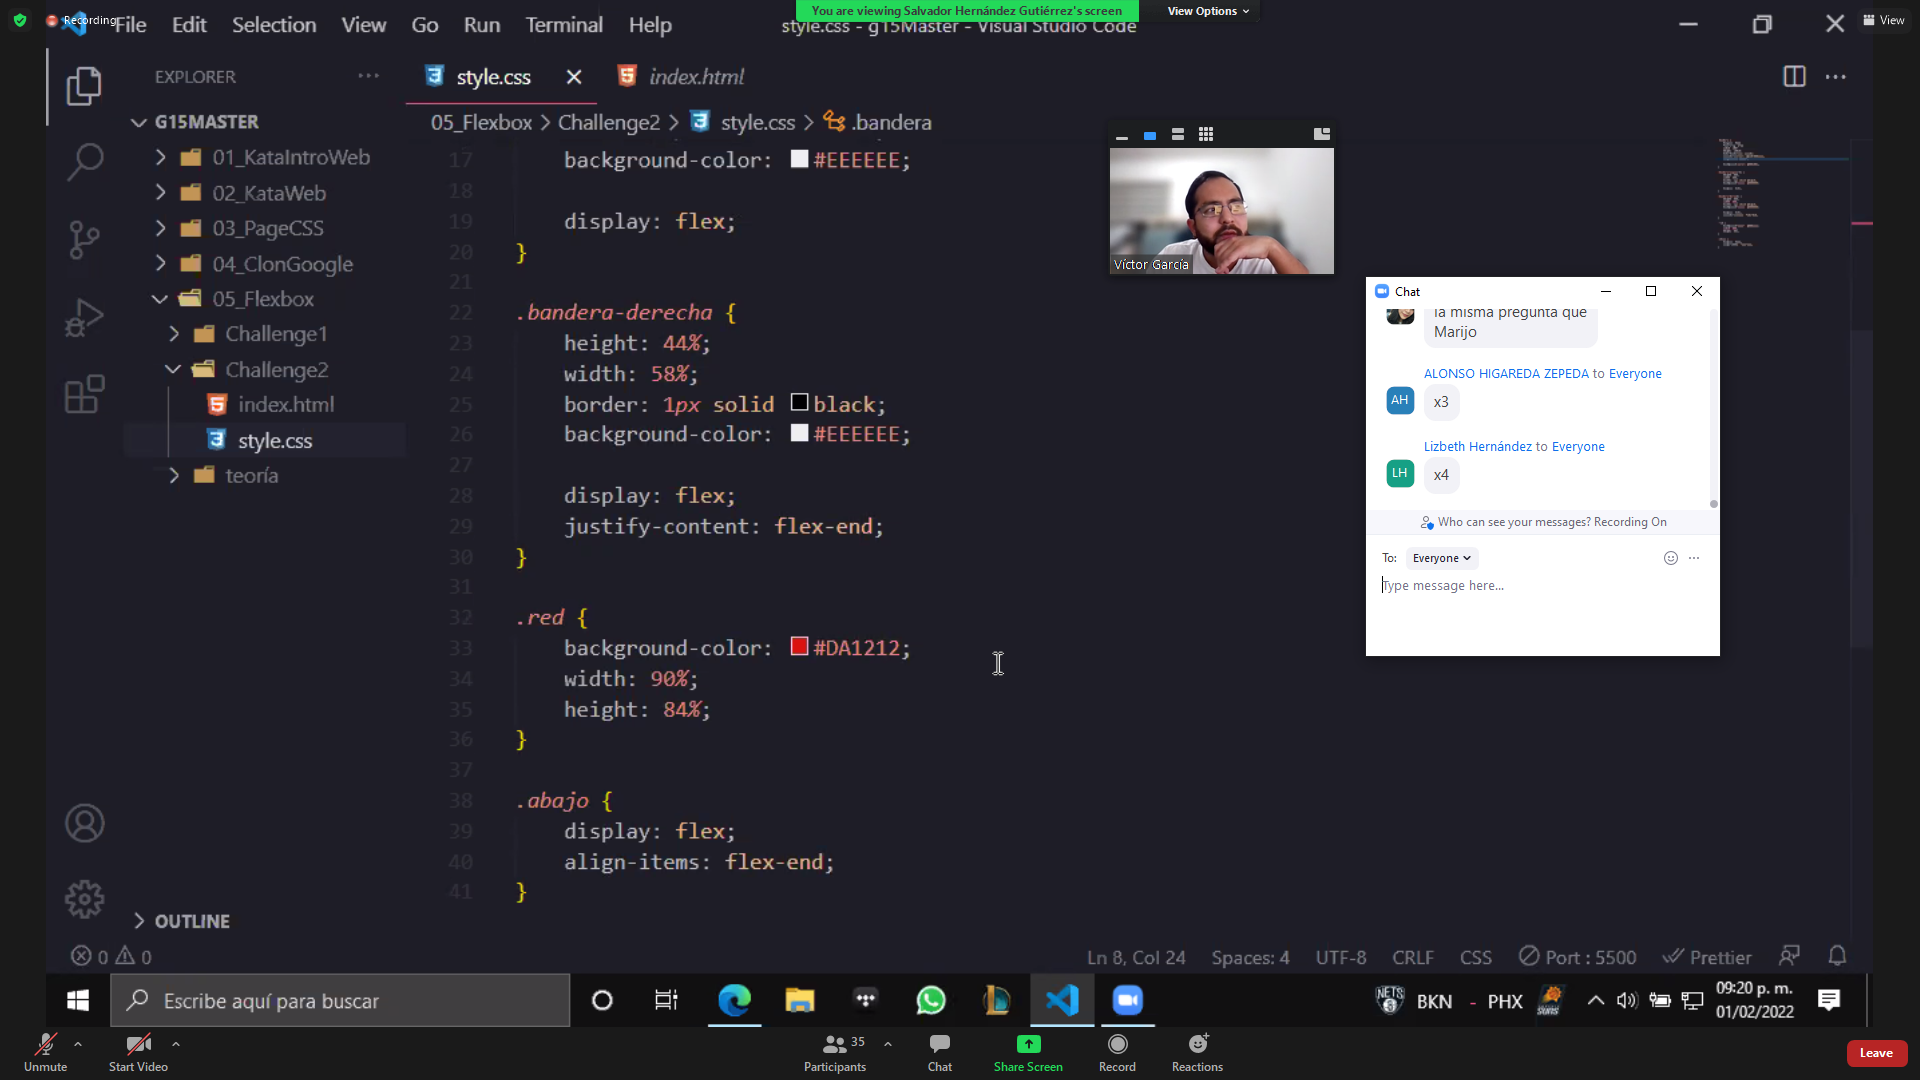 Recording
File Edit Selection View Go Run Terminal Help
You are viewing Salvador Hernández Gutiérrez's screen
View Options
style.css - g15Master - Visual Studio Code
View
EXPLORER
G15MASTER
01_KataIntroWeb
02_KataWeb
03_PageCSS
04_ClonGoogle
05_Flexbox
Challenge1
Challenge2
index.html
style.css
teoría
OUTLINE
style.css
index.html
05_Flexbox > Challenge2 > style.css > .bandera
17 background-color: #EEEEEE;
18
19 display: flex;
20 }
21
22 .bandera-derecha {
23 height: 44%;
24 width: 58%;
25 border: 1px solid black;
26 background-color: #EEEEEE;
27
28 display: flex;
29 justify-content: flex-end;
30 }
31
32 .red {
33 background-color: #DA1212;
34 width: 90%;
35 height: 84%;
36 }
37
38 .abajo {
39 display: flex;
40 align-items: flex-end;
41 }
Víctor García
Chat
la misma pregunta que
Marijo
ALONSO HIGAREDA ZEPEDA to Everyone
AH
x3
Lizbeth Hernández to Everyone
LH
x4
Who can see your messages? Recording On
To: Everyone
Type message here...
0 0
Ln 8, Col 24
Spaces: 4
UTF-8
CRLF
CSS
Port : 5500
Prettier
Escribe aquí para buscar
NETS
BKN - PHX
SUNS
09:20 p. m.
01/02/2022
Unmute
Start Video
Participants
35
Chat
Share Screen
Record
Reactions
Leave